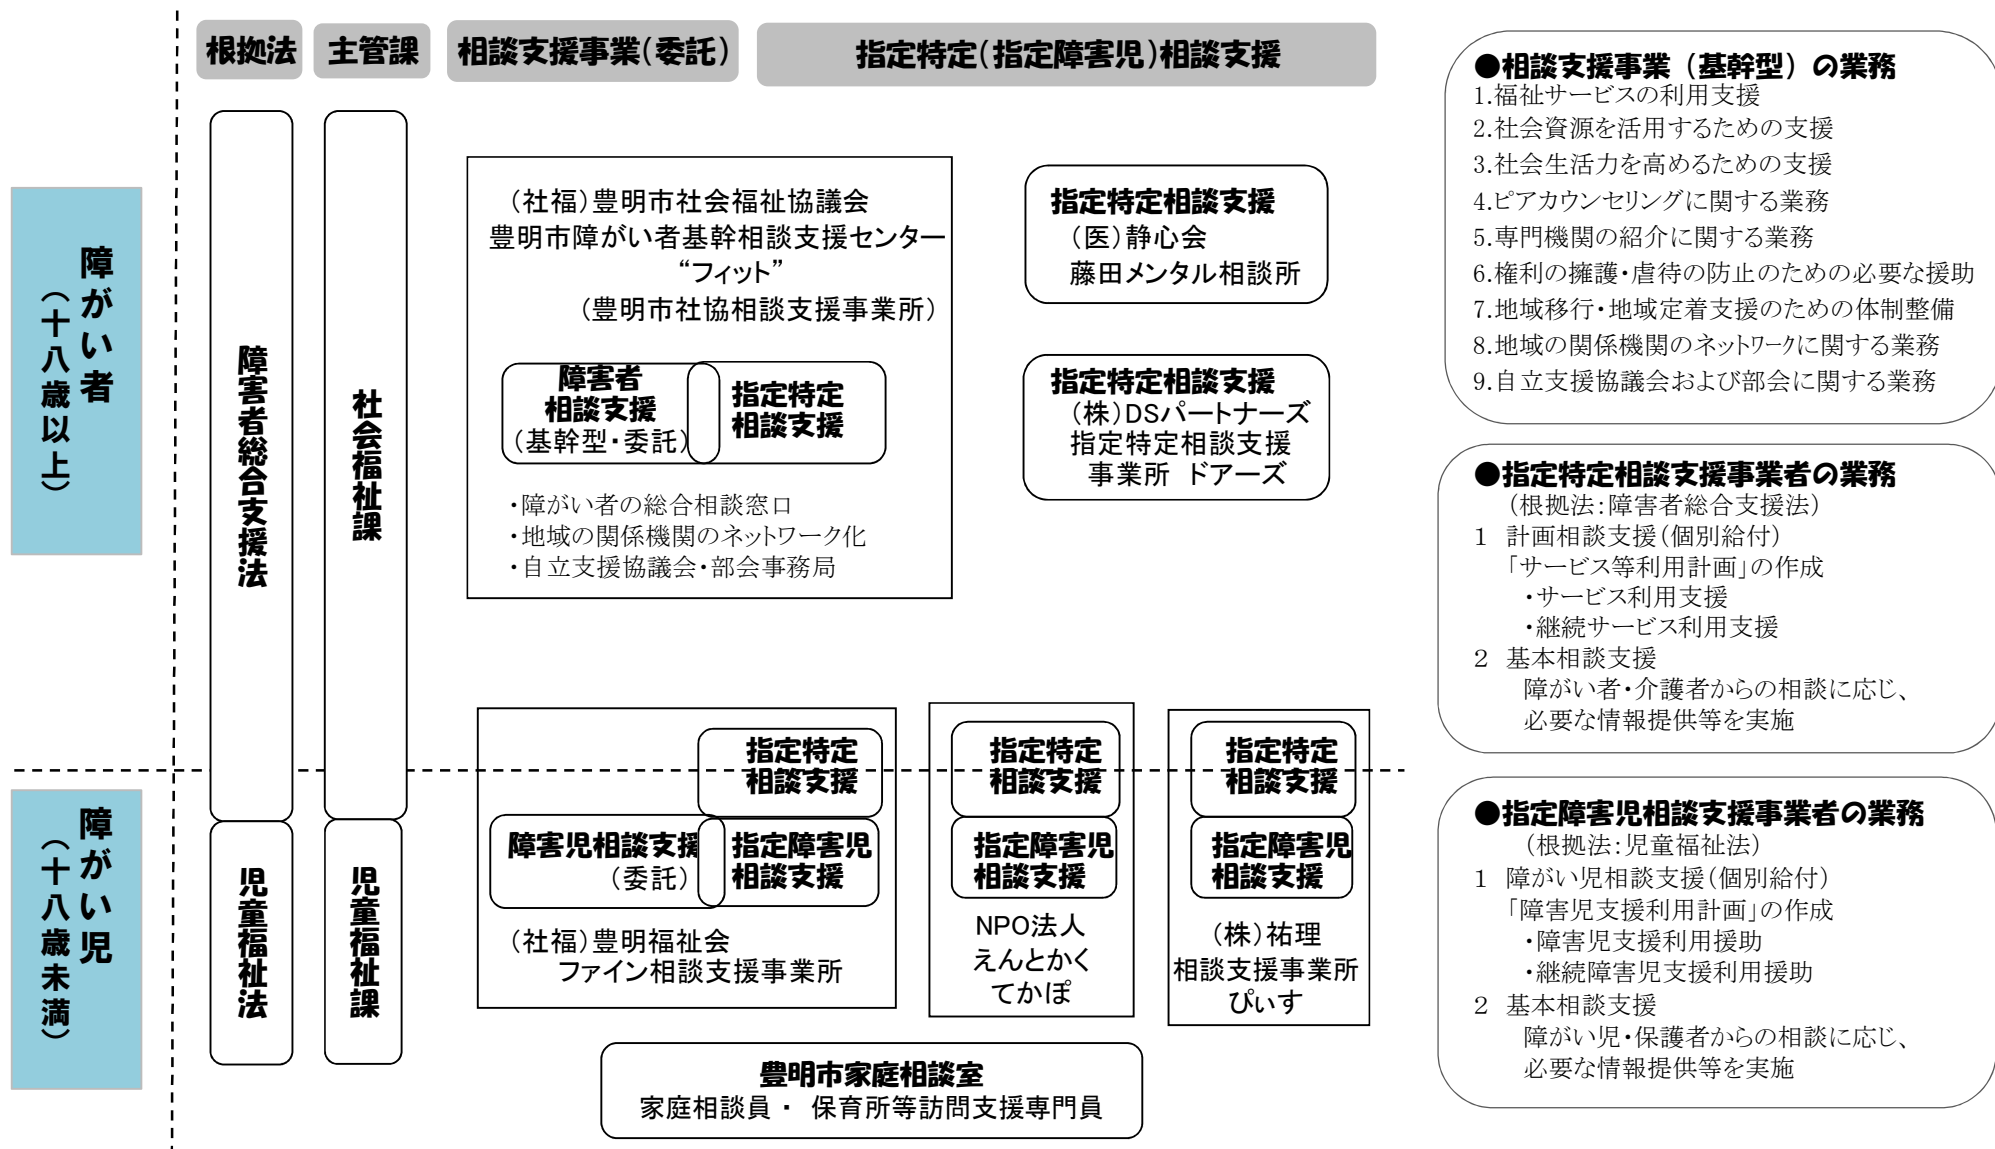 根拠法
主管課
相談支援事業(委託)
指定特定(指定障害児)相談支援
障がい者
(十八歳以上)
障害者総合支援法
社会福祉課
(社福)豊明市社会福祉協議会
豊明市障がい者基幹相談支援センター
“フィット”
(豊明市社協相談支援事業所)
障害者
相談支援
(基幹型・委託)
指定特定
相談支援
・障がい者の総合相談窓口
・地域の関係機関のネットワーク化
・自立支援協議会・部会事務局
指定特定相談支援
(医)静心会
藤田メンタル相談所
指定特定相談支援
(株)DSパートナーズ
指定特定相談支援
事業所 ドアーズ
障がい児
(十八歳未満)
児童福祉法
児童福祉課
指定特定
相談支援
障害児相談支援
(委託)
指定障害児
相談支援
(社福)豊明福祉会
ファイン相談支援事業所
指定特定
相談支援
指定障害児
相談支援
NPO法人
えんとかく
てかぽ
指定特定
相談支援
指定障害児
相談支援
(株)祐理
相談支援事業所
ぴぃす
豊明市家庭相談室
家庭相談員・ 保育所等訪問支援専門員
●相談支援事業(基幹型)の業務
1.福祉サービスの利用支援
2.社会資源を活用するための支援
3.社会生活力を高めるための支援
4.ピアカウンセリングに関する業務
5.専門機関の紹介に関する業務
6.権利の擁護・虐待の防止のための必要な援助
7.地域移行・地域定着支援のための体制整備
8.地域の関係機関のネットワークに関する業務
9.自立支援協議会および部会に関する業務
●指定特定相談支援事業者の業務
(根拠法:障害者総合支援法)
1 計画相談支援(個別給付)
「サービス等利用計画」の作成
・サービス利用支援
・継続サービス利用支援
2 基本相談支援
障がい者・介護者からの相談に応じ、
必要な情報提供等を実施
●指定障害児相談支援事業者の業務
(根拠法:児童福祉法)
1 障がい児相談支援(個別給付)
「障害児支援利用計画」の作成
・障害児支援利用援助
・継続障害児支援利用援助
2 基本相談支援
障がい児・保護者からの相談に応じ、
必要な情報提供等を実施